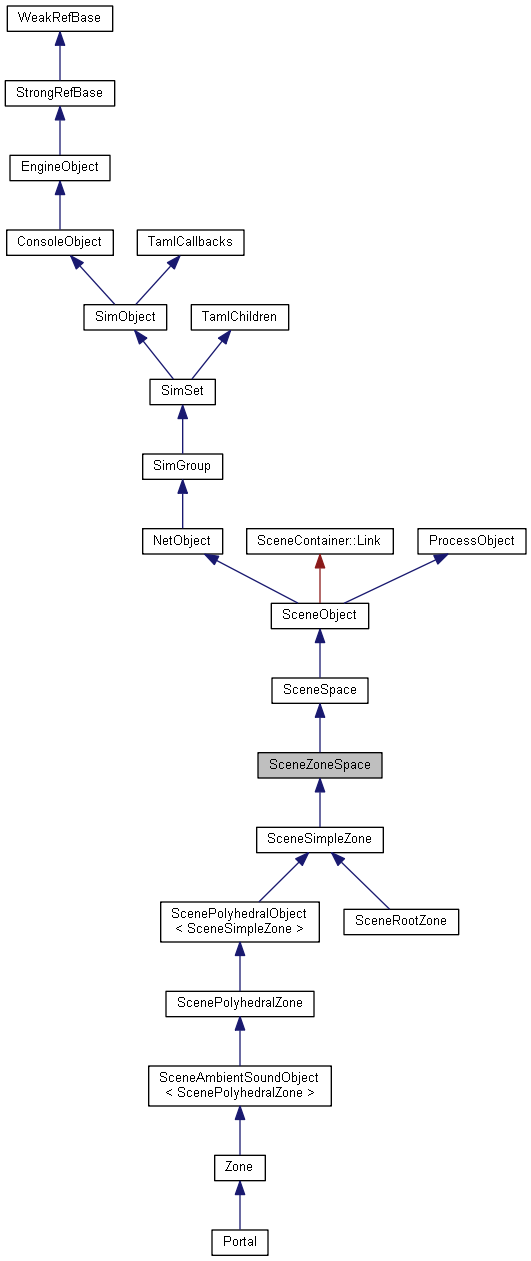 WeakRefBase
StrongRefBase
EngineObject
ConsoleObject
TamlCallbacks
SimObject
TamlChildren
SimSet
SimGroup
NetObject
SceneContainer::Link
ProcessObject
SceneObject
SceneSpace
SceneZoneSpace
SceneSimpleZone
ScenePolyhedralObject
< SceneSimpleZone >
SceneRootZone
ScenePolyhedralZone
SceneAmbientSoundObject
< ScenePolyhedralZone >
Zone
Portal